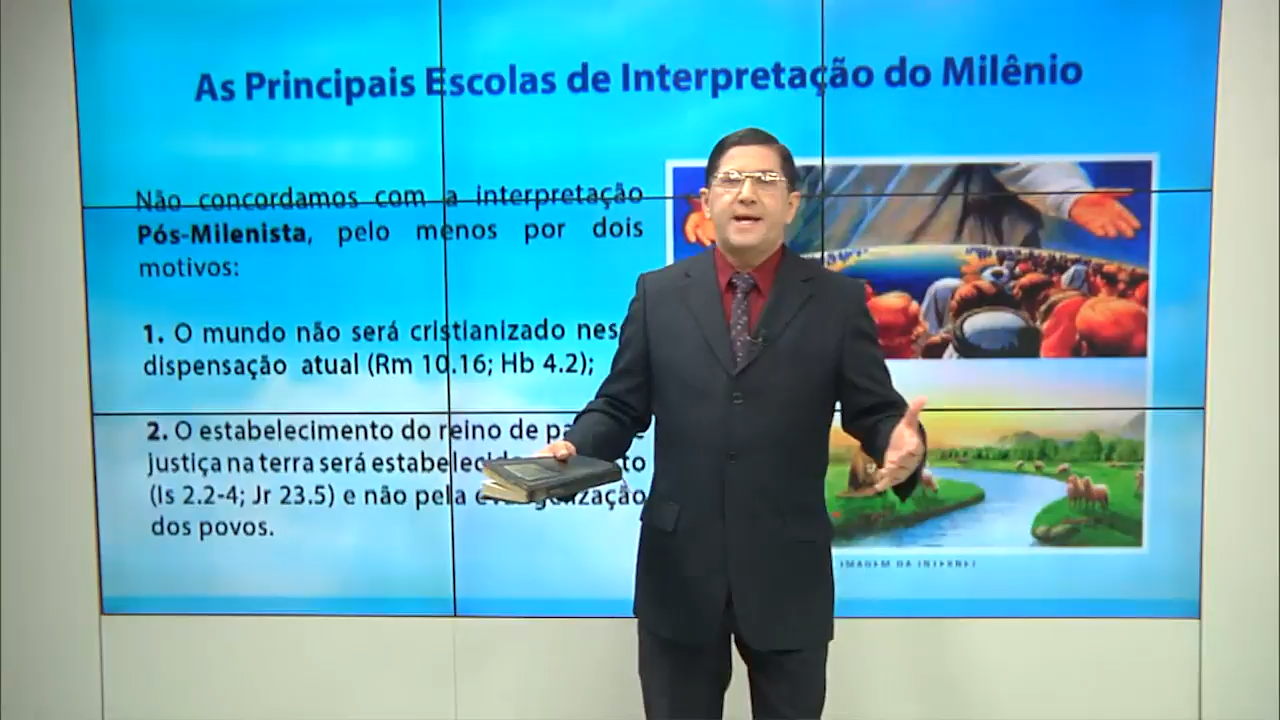 As Principais Escolas de Interpretação do Milênio
Não concordamos com a interpretação
Pós-Milenista, pelo menos por dois
motivos:
1. O mundo não será cristianizado
dispensação atual (Rm 10.16; Hb 4.2);
2. O estabelecimento do reino de
justiça na terra será
(Is 2.2-4; Jr 23.5) e não pela
dos povos.
IMAGEM DA INTERNET